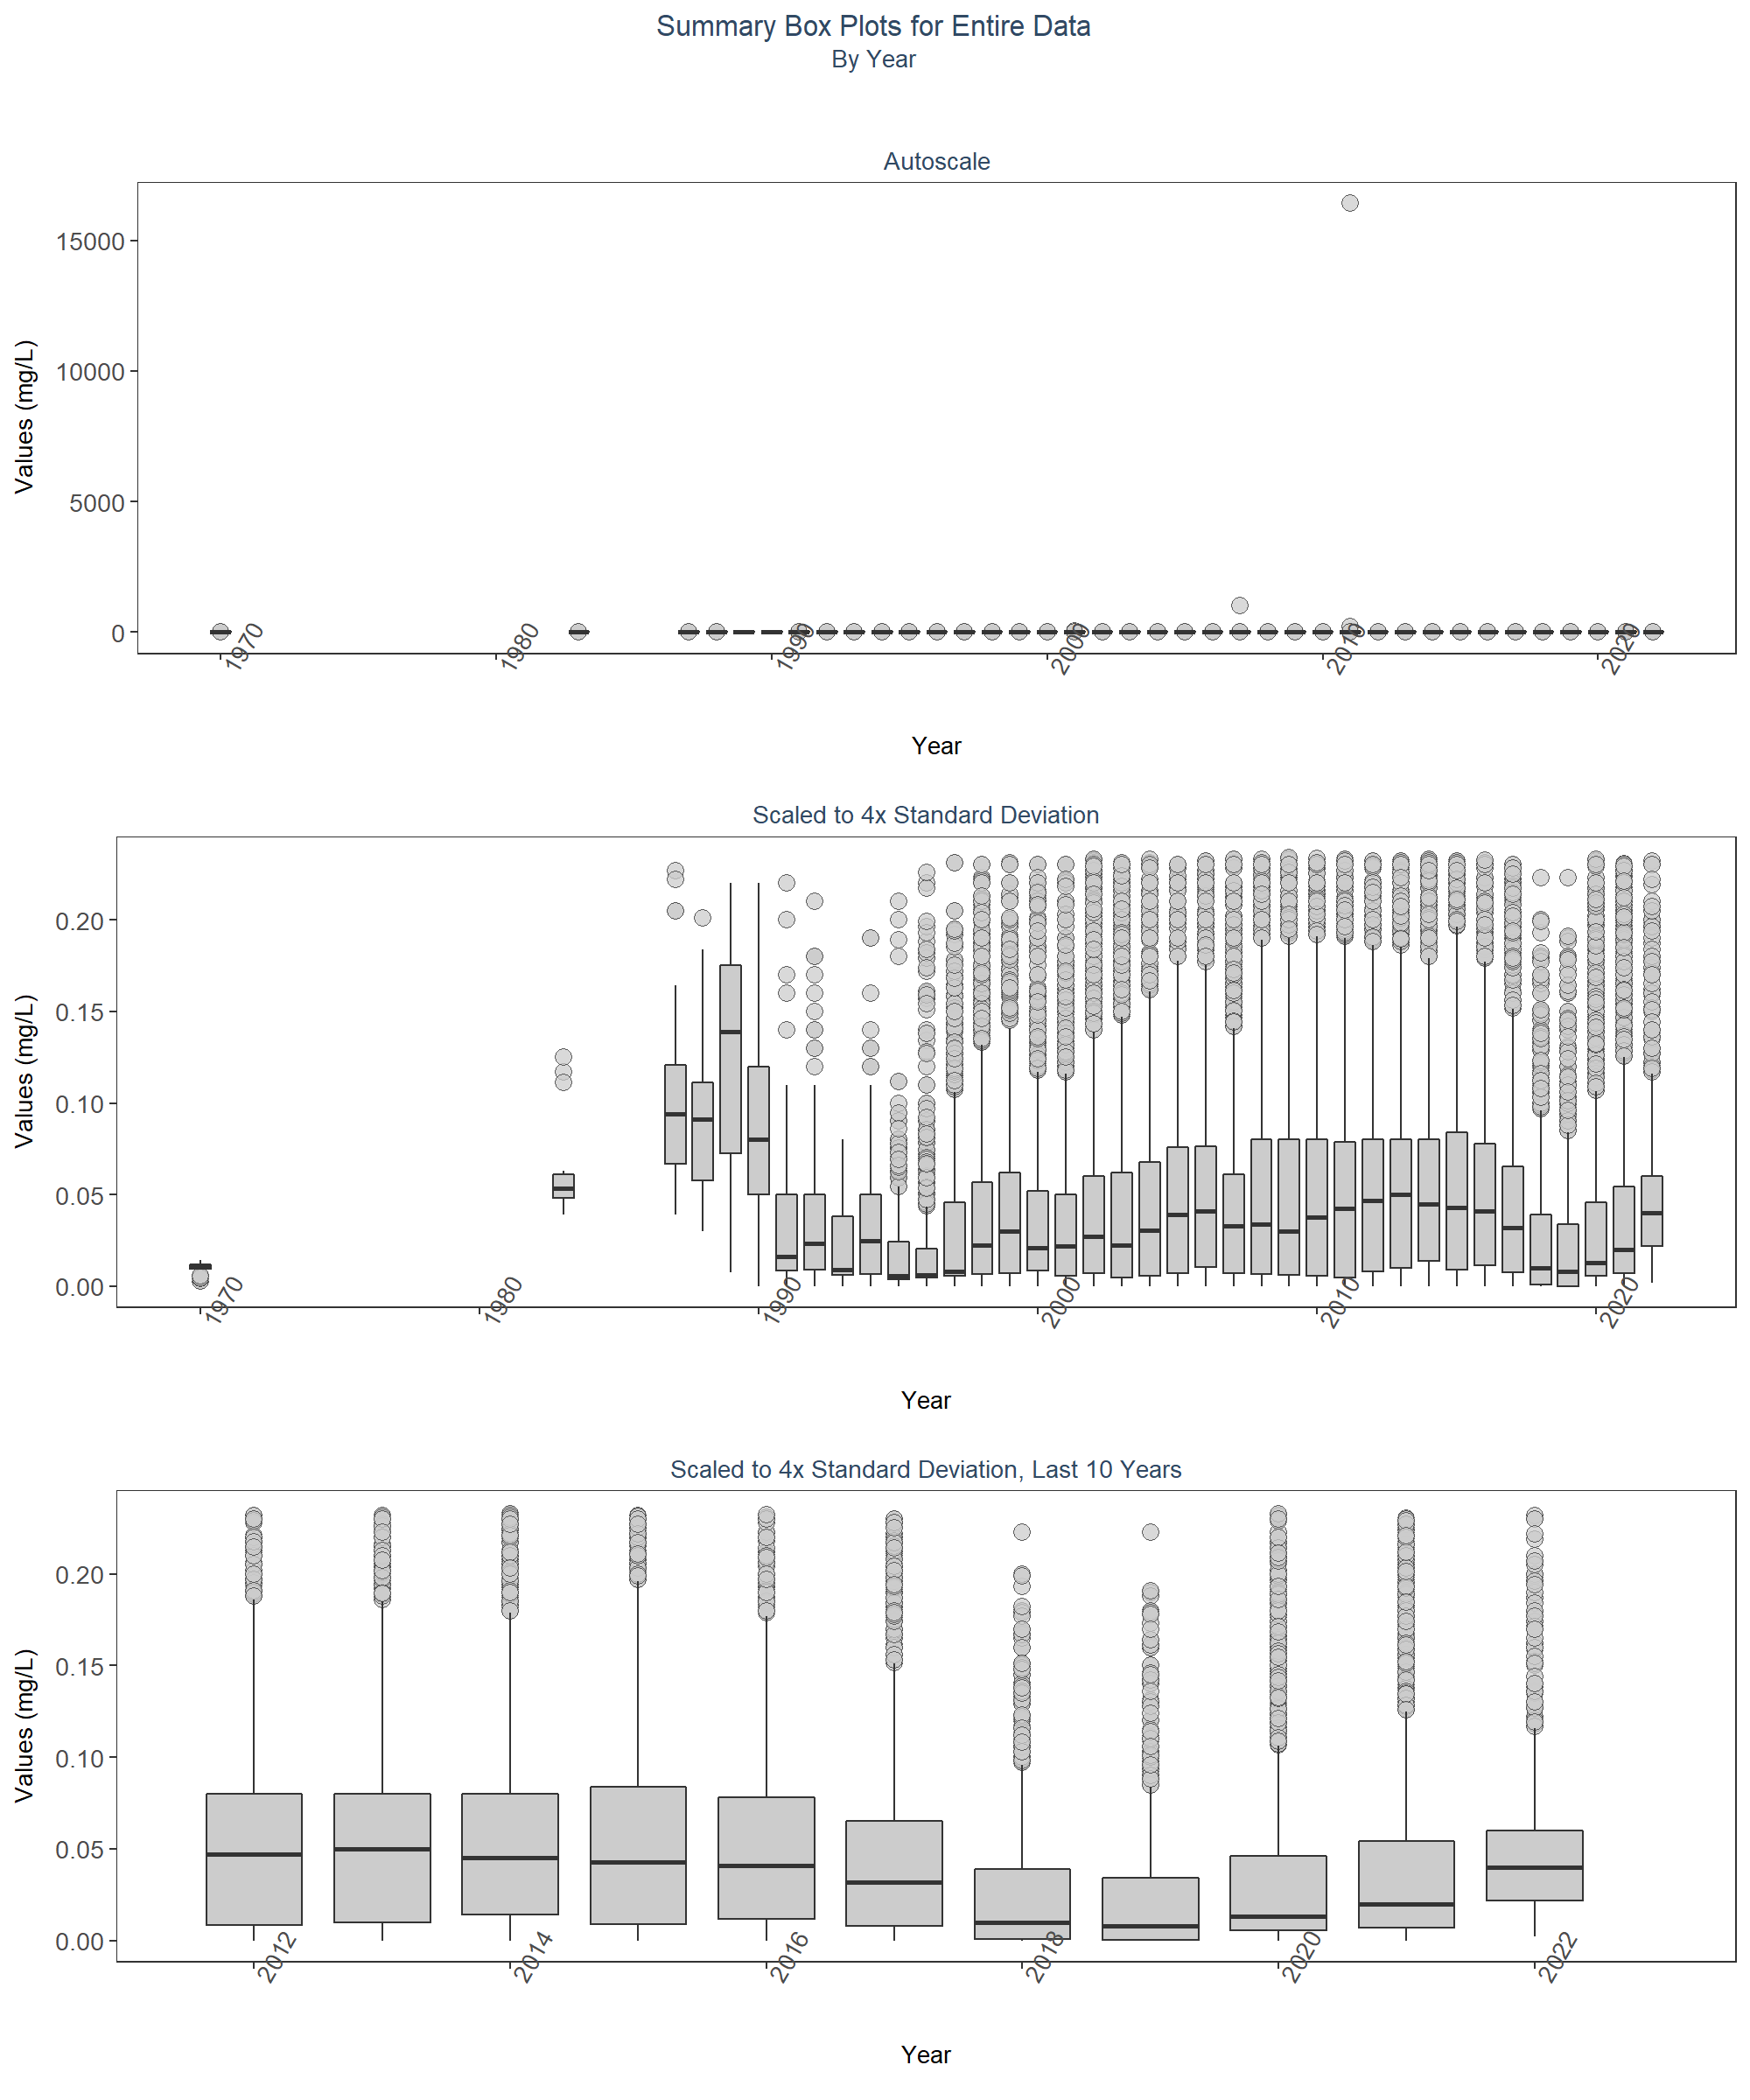 Summary Box Plots for Entire Data
By Year
Autoscale
Values (mg/L)
15000
10000
5000
0
1970
1980
1990
2000
2010
2020
Year
Scaled to 4x Standard Deviation
Values (mg/L)
0.20
0.15
0.10
0.05
0.00
1970
1980
1990
2000
2010
2020
Year
Scaled to 4x Standard Deviation, Last 10 Years
Values (mg/L)
0.20
0.15
0.10
0.05
0.00
2012
2014
2016
2018
2020
2022
Year